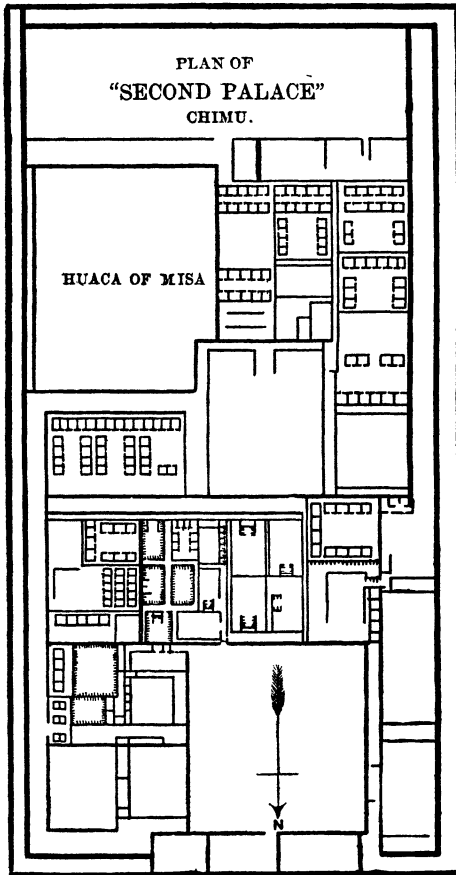 PLAN OF
"SECOND PALACE"
CHIMU.
HUACA OF MISA
N